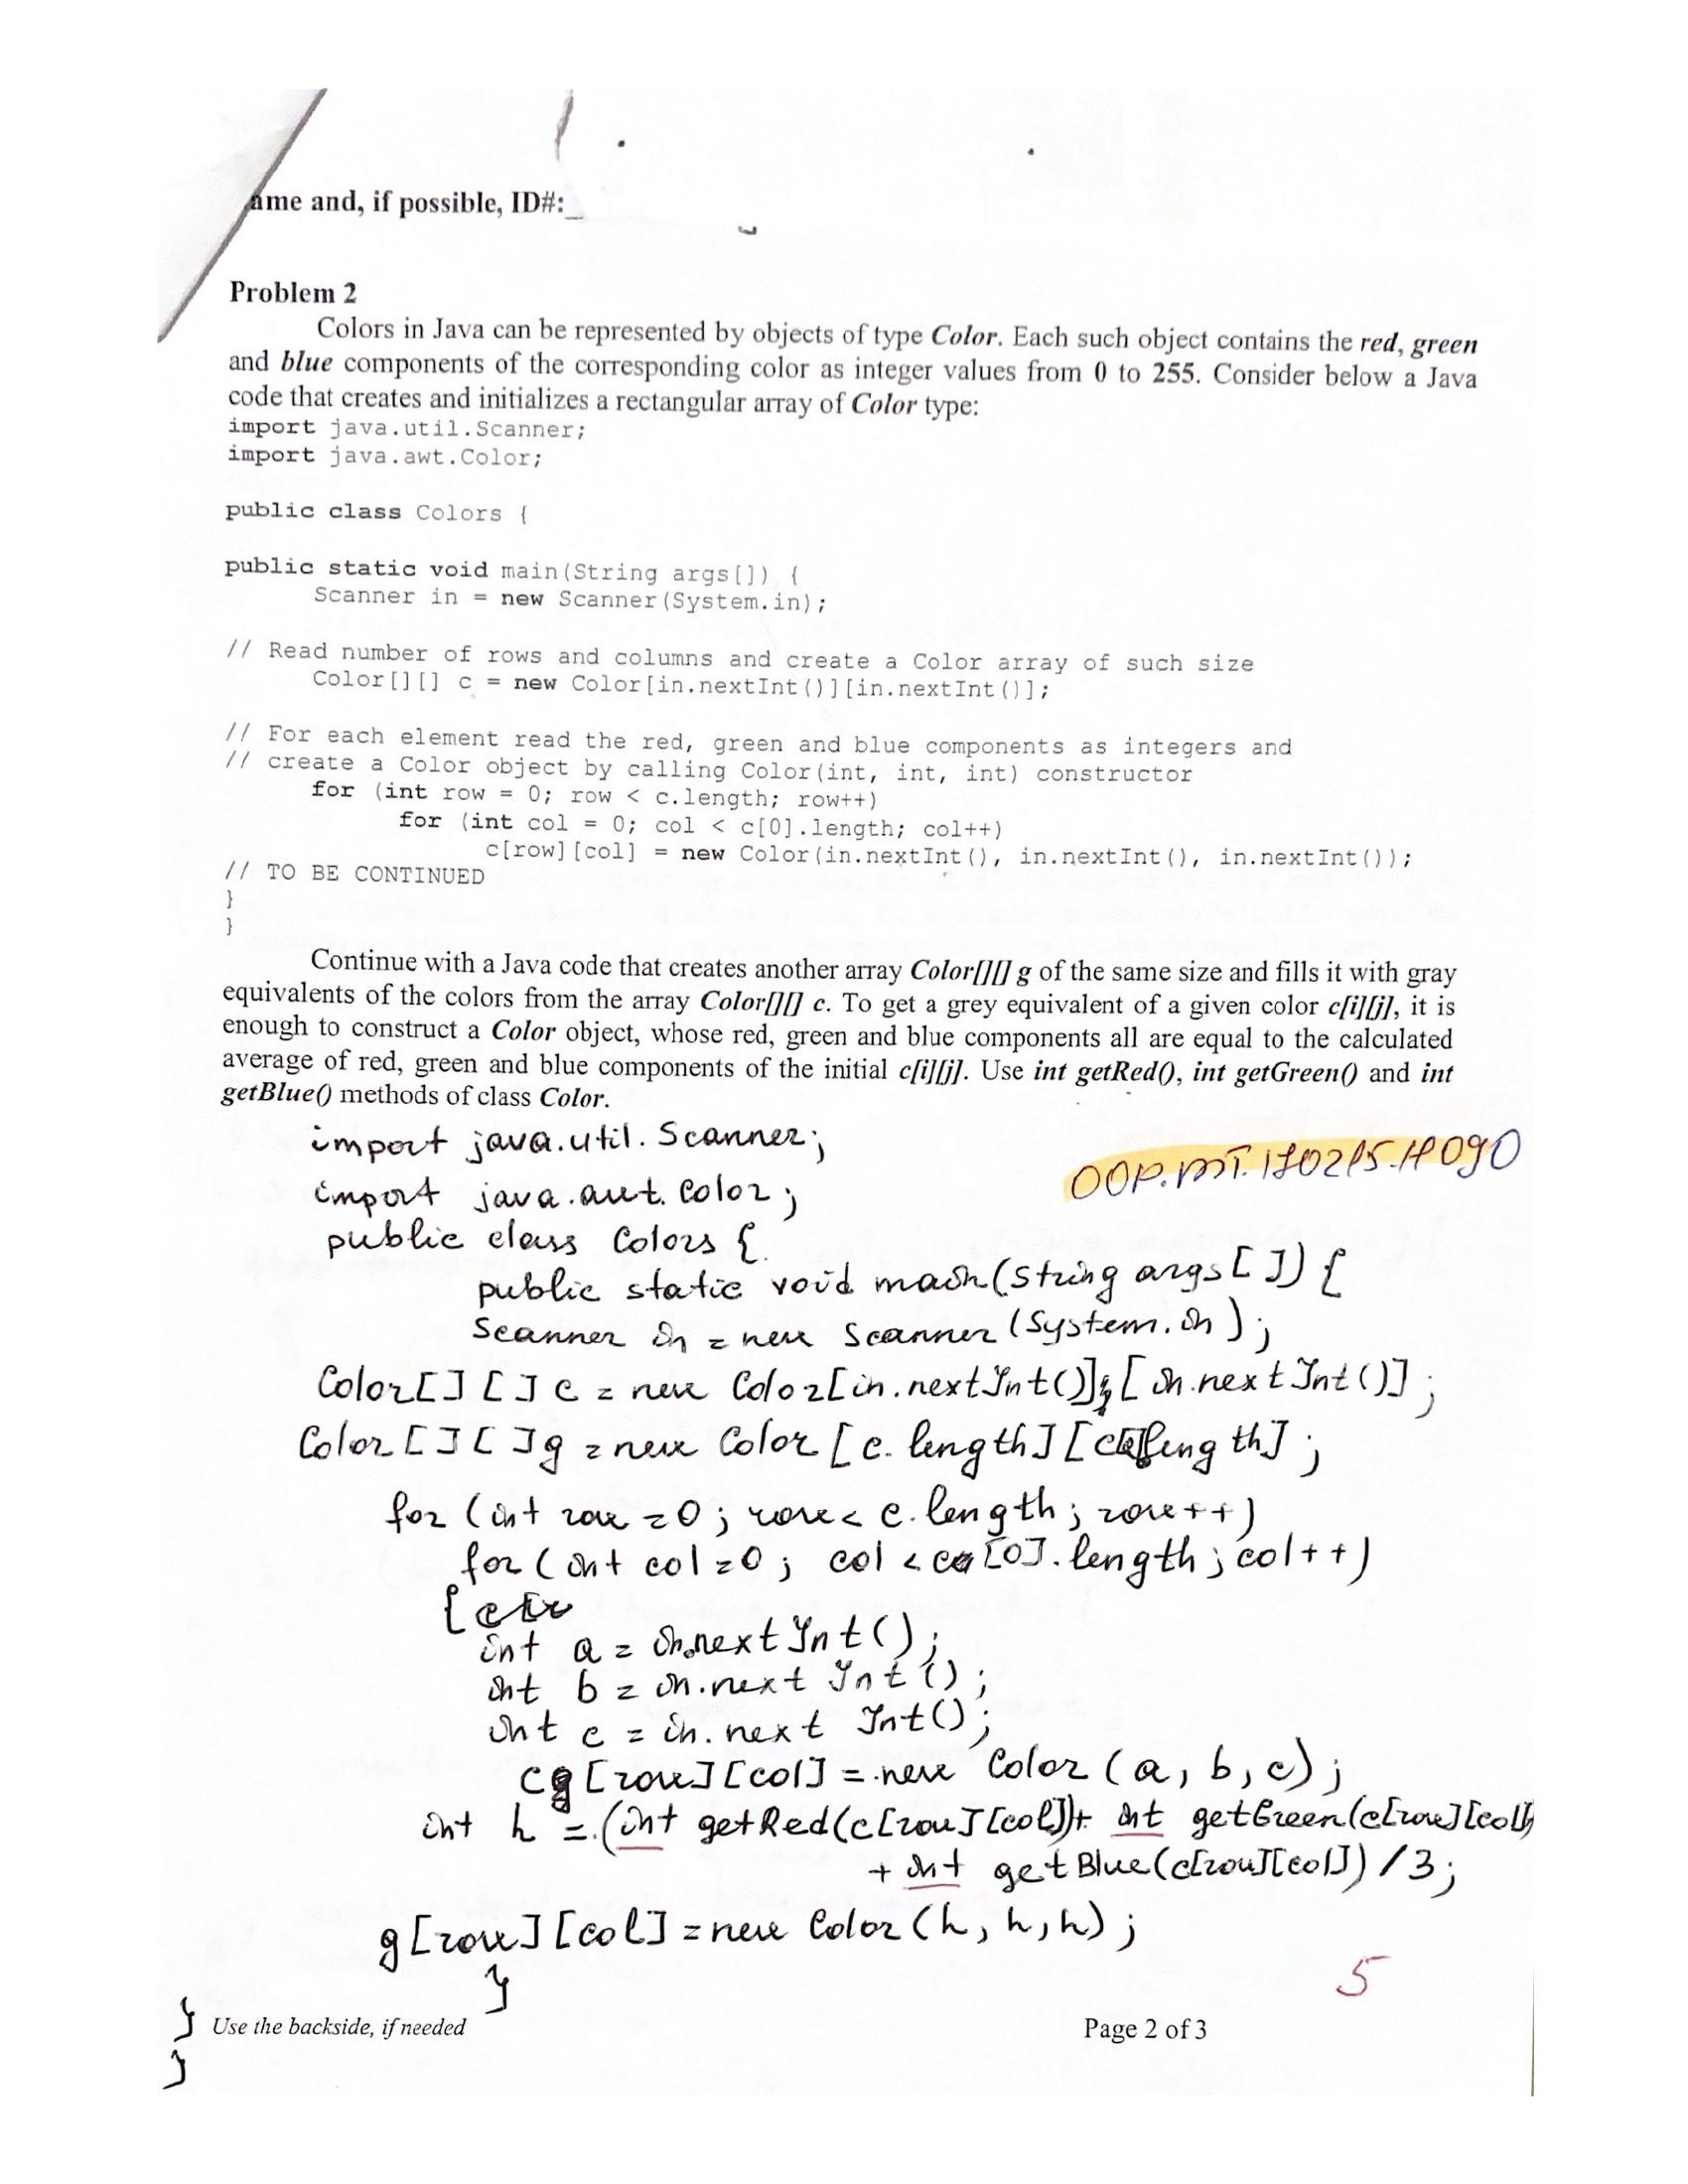 ame and, if possible, ID#:_
Problem 2
Colors in Java can be represented by objects of type Color. Each such object contains the red, green
and blue components of the corresponding color as integer values from 0 to 255. Consider below a Java
code that creates and initializes a rectangular array of Color type:
import java.util.Scanner;
import java.awt.Color;
public class Colors {
public static void main(String args[]) {
Scanner in = new Scanner(System.in);
// Read number of rows and columns and create a Color array of such size
Color[][] c = new Color[in.nextInt()][in.nextInt()];
// For each element read the red, green and blue components as integers and
// create a Color object by calling Color(int, int, int) constructor
for (int row = 0; row < c.length; row++)
for (int col = 0; col < c[0].length; col++)
c[row][col] = new Color(in.nextInt(), in.nextInt(), in.nextInt());
// TO BE CONTINUED
}
}
Continue with a Java code that creates another array Color[][] g of the same size and fills it with gray
equivalents of the colors from the array Color[][] c. To get a grey equivalent of a given color c[i][j], it is
enough to construct a Color object, whose red, green and blue components all are equal to the calculated
average of red, green and blue components of the initial c[i][j]. Use int getRed(), int getGreen() and int
getBlue() methods of class Color.
import java.util.Scanner;
import java.awt.Color;
public class Colors {
public static void main(String args[]) {
Scanner in = new Scanner(System.in);
Color[][] c = new Color[in.nextInt()][in.nextInt()];
Color[][]g = new Color[c.length][c[0]length];
for (int row = 0; row < c.length; row++)
for (int col = 0; col < c[0].length; col++)
{
int a = in.nextInt();
int b = in.nextInt();
int c = in.nextInt();
c[row][col] = new Color(a, b, c);
int h = (int getRed(c[row][col])+ int getGreen(c[row][col])
+ int getBlue(c[row][col])/3;
g[row][col] = new Color(h, h, h);
}
5
} Use the backside, if needed Page 2 of 3
}